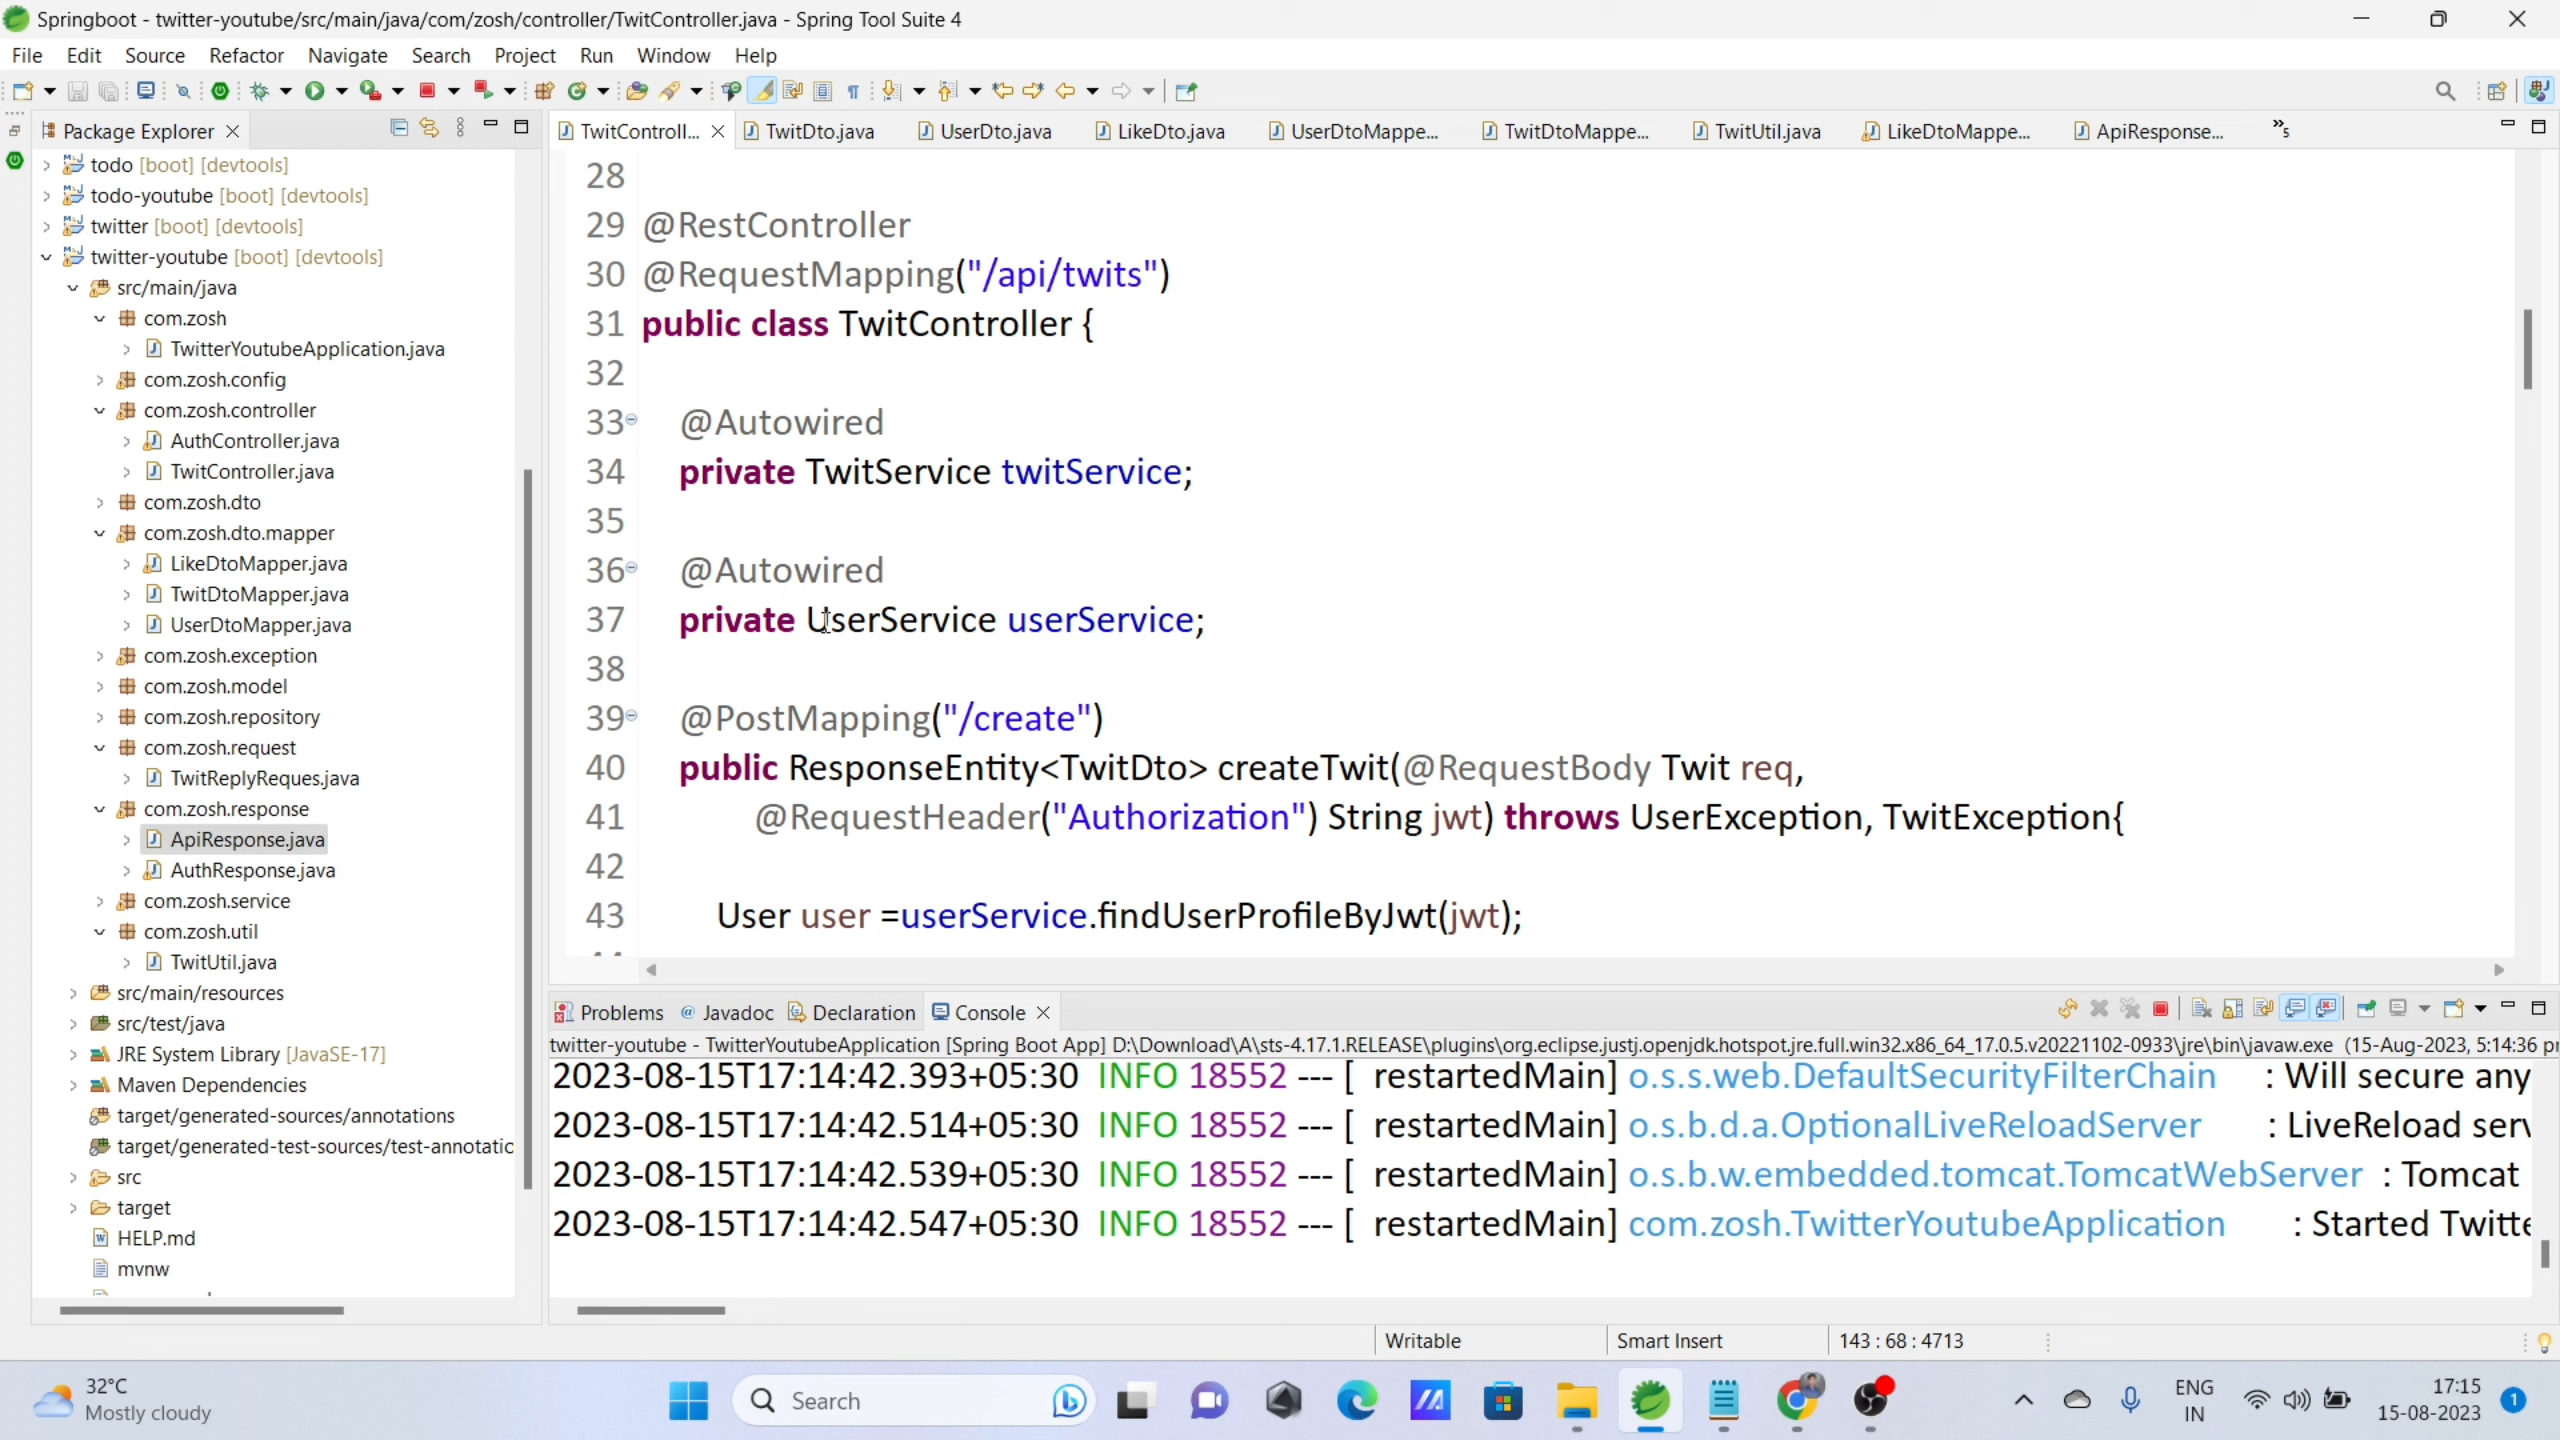 Springboot - twitter-youtube/src/main/java/com/zosh/controller/TwitController.java - Spring Tool Suite 4
File Edit Source Refactor Navigate Search Project Run Window Help
Package Explorer
todo [boot] [devtools]
todo-youtube [boot] [devtools]
twitter [boot] [devtools]
twitter-youtube [boot] [devtools]
src/main/java
com.zosh
TwitterYoutubeApplication.java
com.zosh.config
com.zosh.controller
AuthController.java
TwitController.java
com.zosh.dto
com.zosh.dto.mapper
LikeDtoMapper.java
TwitDtoMapper.java
UserDtoMapper.java
com.zosh.exception
com.zosh.model
com.zosh.repository
com.zosh.request
TwitReplyReques.java
com.zosh.response
ApiResponse.java
AuthResponse.java
com.zosh.service
com.zosh.util
TwitUtil.java
src/main/resources
src/test/java
JRE System Library [JavaSE-17]
Maven Dependencies
target/generated-sources/annotations
target/generated-test-sources/test-annotatio
src
target
HELP.md
mvnw
TwitControll... TwitDto.java UserDto.java LikeDto.java UserDtoMappe... TwitDtoMappe... TwitUtil.java LikeDtoMappe... ApiResponse... »5
28
29 @RestController
30 @RequestMapping("/api/twits")
31 public class TwitController {
32
33 @Autowired
34 private TwitService twitService;
35
36 @Autowired
37 private UserService userService;
38
39 @PostMapping("/create")
40 public ResponseEntity<TwitDto> createTwit(@RequestBody Twit req,
41 @RequestHeader("Authorization") String jwt) throws UserException, TwitException{
42
43 User user =userService.findUserProfileByJwt(jwt);
Problems @ Javadoc Declaration Console
twitter-youtube - TwitterYoutubeApplication [Spring Boot App] D:\Download\A\sts-4.17.1.RELEASE\plugins\org.eclipse.justj.openjdk.hotspot.jre.full.win32.x86_64_17.0.5.v20221102-0933\jre\bin\javaw.exe (15-Aug-2023, 5:14:36 p
2023-08-15T17:14:42.393+05:30 INFO 18552 --- [ restartedMain] o.s.s.web.DefaultSecurityFilterChain : Will secure any
2023-08-15T17:14:42.514+05:30 INFO 18552 --- [ restartedMain] o.s.b.d.a.OptionalLiveReloadServer : LiveReload serv
2023-08-15T17:14:42.539+05:30 INFO 18552 --- [ restartedMain] o.s.b.w.embedded.tomcat.TomcatWebServer : Tomcat
2023-08-15T17:14:42.547+05:30 INFO 18552 --- [ restartedMain] com.zosh.TwitterYoutubeApplication : Started Twitte
Writable Smart Insert 143 : 68 : 4713
32°C
Mostly cloudy
Search
ENG
IN
17:15
15-08-2023
1